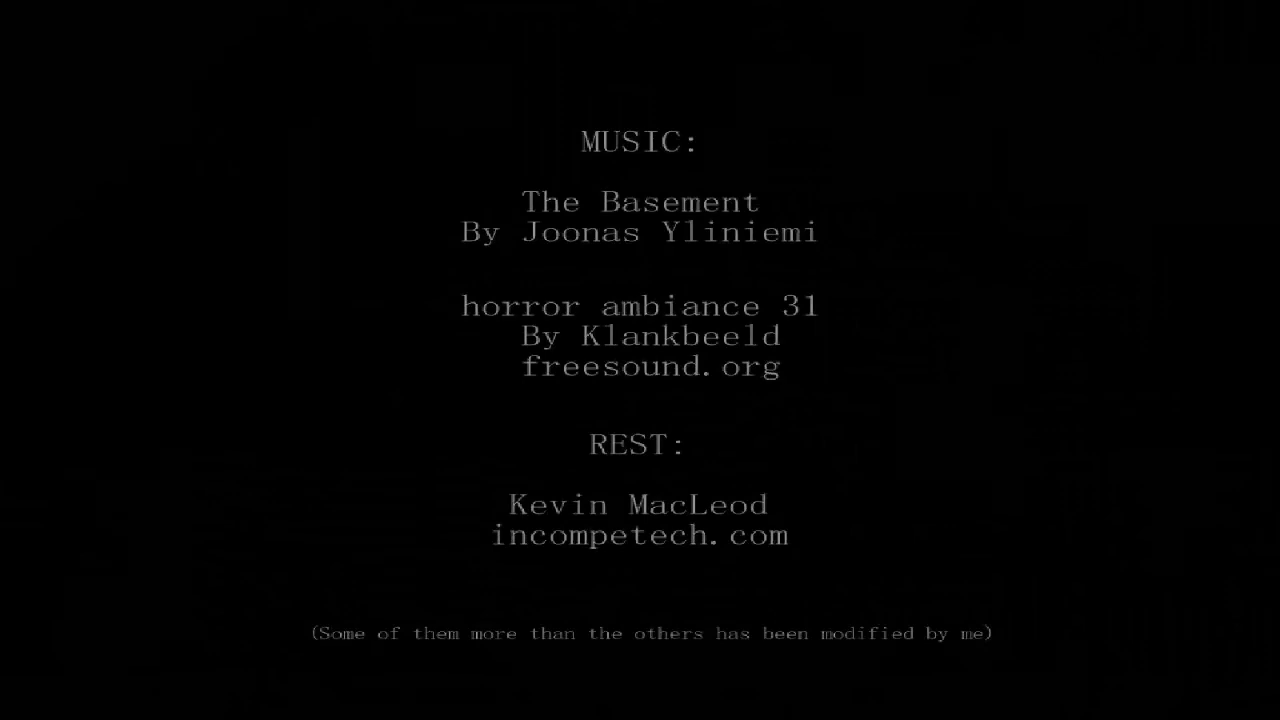 MUSIC:
The Basement
By Joonas Yliniemi
horror ambiance 31
By Klankbeeld
freesound.org
REST:
Kevin MacLeod
incompetech.com
(Some of them more than the others has been modified by me)